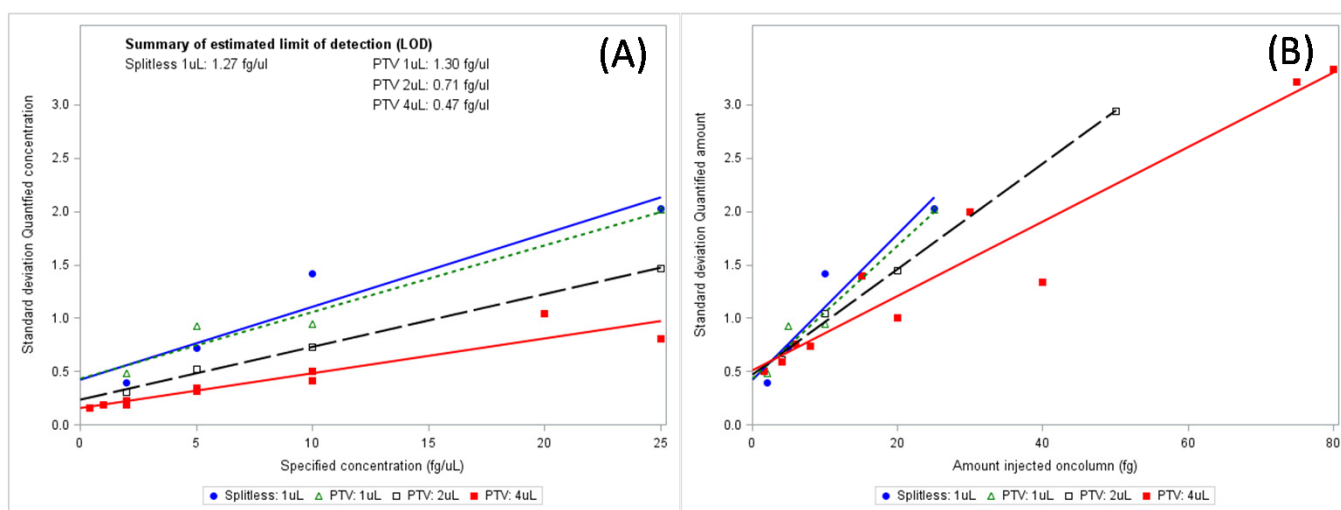 Summary of estimated limit of detection (LOD)
Splitless 1uL: 1.27 fg/ul
PTV 1uL: 1.30 fg/ul
PTV 2uL: 0.71 fg/ul
PTV 4uL: 0.47 fg/ul
(A)
Standard deviation Quantfied concentration
3.0
2.5
2.0
1.5
1.0
0.5
0.0
0 5 10 15 20 25
Specified concentration (fg/uL)
Splitless: 1uL PTV: 1uL PTV: 2uL PTV: 4uL
(B)
Standard deviation Quantified amount
3.0
2.5
2.0
1.5
1.0
0.5
0.0
0 20 40 60 80
Amount injected oncolumn (fg)
Splitless: 1uL PTV: 1uL PTV: 2uL PTV: 4uL